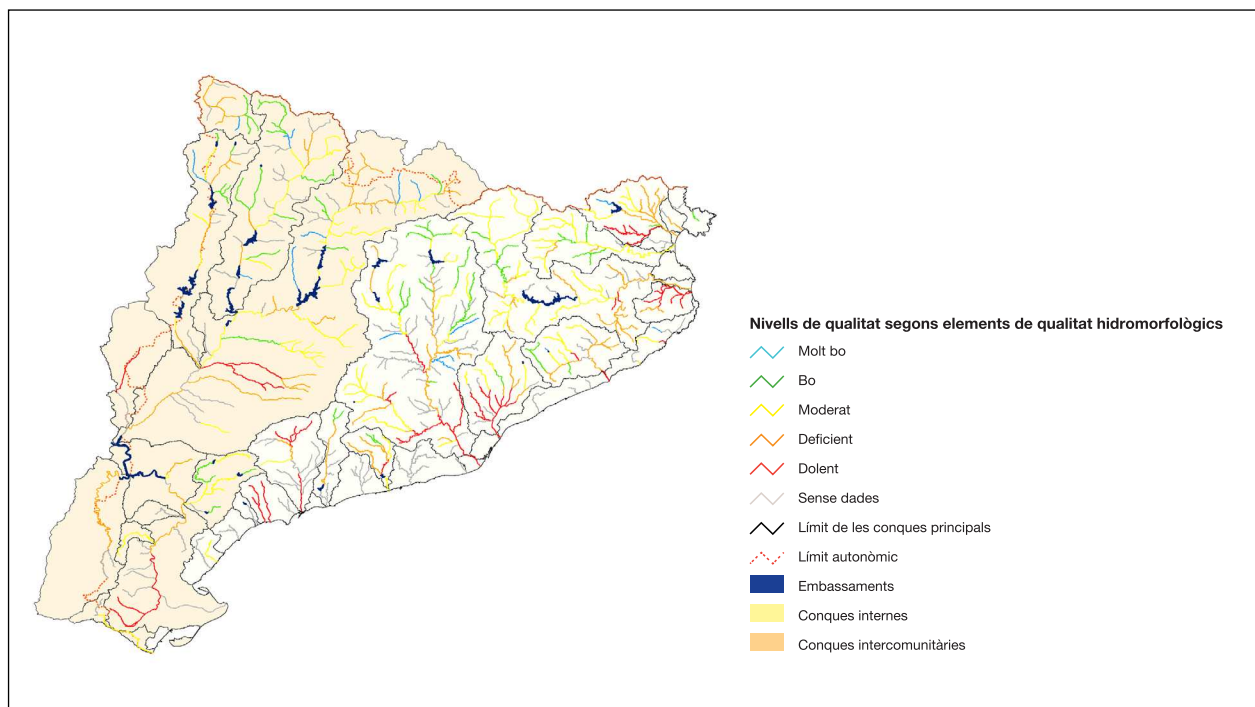 Nivells de qualitat segons elements de qualitat hidromorfològics
Molt bo
Bo
Moderat
Deficient
Dolent
Sense dades
Límit de les conques principals
Límit autonòmic
Embassaments
Conques internes
Conques intercomunitàries